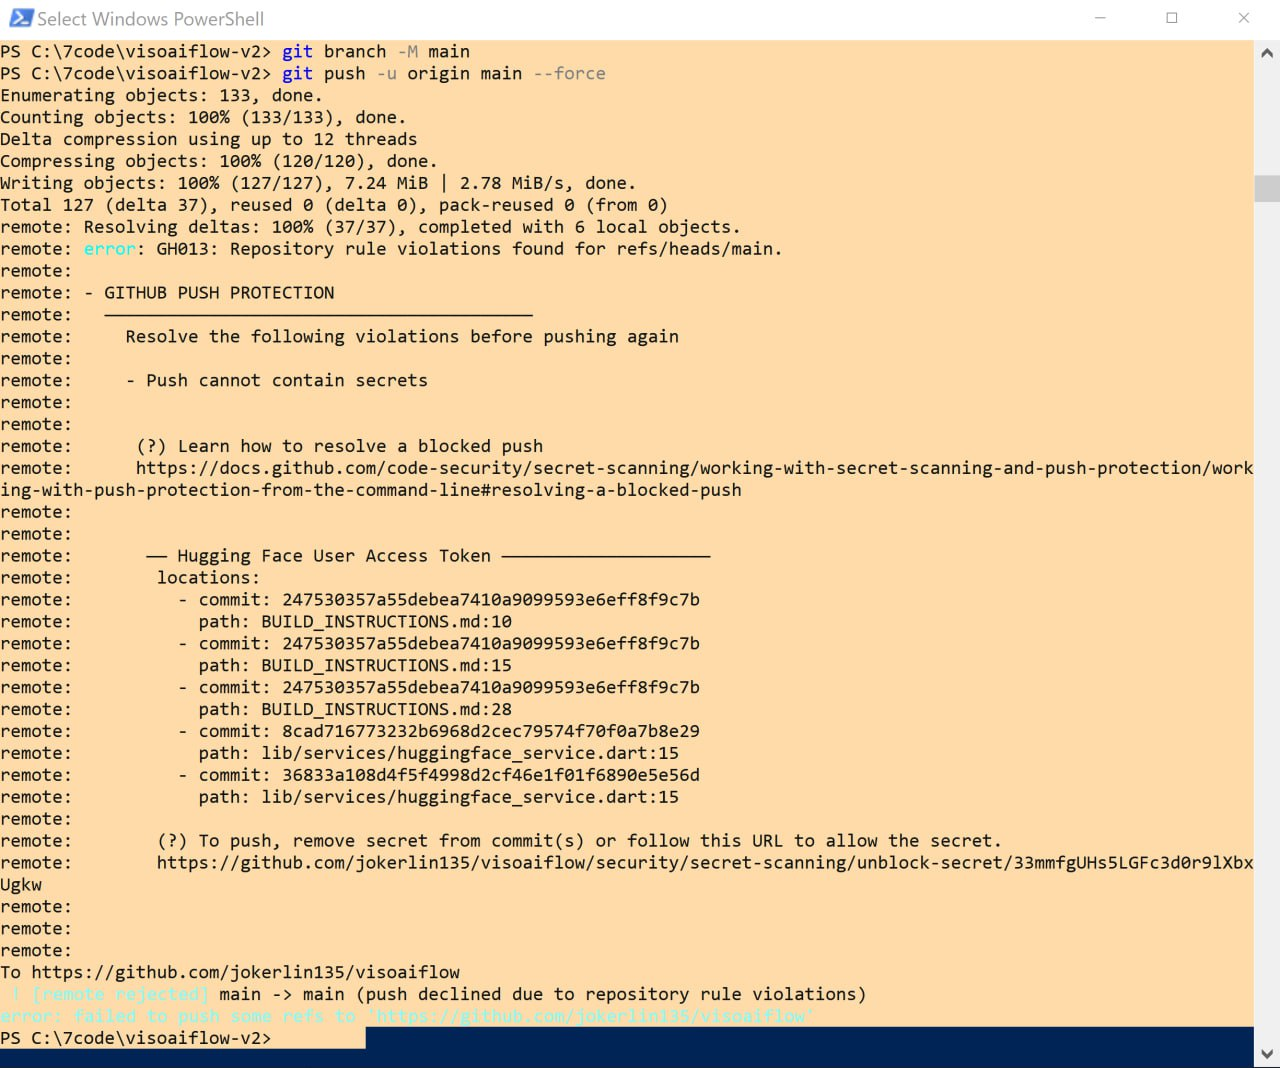 Select Windows PowerShell
PS C:\7code\visoaiflow-v2> git branch -M main
PS C:\7code\visoaiflow-v2> git push -u origin main --force
Enumerating objects: 133, done.
Counting objects: 100% (133/133), done.
Delta compression using up to 12 threads
Compressing objects: 100% (120/120), done.
Writing objects: 100% (127/127), 7.24 MiB | 2.78 MiB/s, done.
Total 127 (delta 37), reused 0 (delta 0), pack-reused 0 (from 0)
remote: Resolving deltas: 100% (37/37), completed with 6 local objects.
remote: error: GH013: Repository rule violations found for refs/heads/main.
remote:
remote: - GITHUB PUSH PROTECTION
remote:   —————————————————————————————————————————
remote:     Resolve the following violations before pushing again
remote:
remote:     - Push cannot contain secrets
remote:
remote:
remote:      (?) Learn how to resolve a blocked push
remote:      https://docs.github.com/code-security/secret-scanning/working-with-secret-scanning-and-push-protection/work
ing-with-push-protection-from-the-command-line#resolving-a-blocked-push
remote:
remote:
remote:       —— Hugging Face User Access Token ————————————————————
remote:        locations:
remote:          - commit: 247530357a55debea7410a9099593e6eff8f9c7b
remote:            path: BUILD_INSTRUCTIONS.md:10
remote:          - commit: 247530357a55debea7410a9099593e6eff8f9c7b
remote:            path: BUILD_INSTRUCTIONS.md:15
remote:          - commit: 247530357a55debea7410a9099593e6eff8f9c7b
remote:            path: BUILD_INSTRUCTIONS.md:28
remote:          - commit: 8cad716773232b6968d2cec79574f70f0a7b8e29
remote:            path: lib/services/huggingface_service.dart:15
remote:          - commit: 36833a108d4f5f4998d2cf46e1f01f6890e5e56d
remote:            path: lib/services/huggingface_service.dart:15
remote:
remote:        (?) To push, remove secret from commit(s) or follow this URL to allow the secret.
remote:        https://github.com/jokerlin135/visoaiflow/security/secret-scanning/unblock-secret/33mmfgUHs5LGFc3d0r9lXbx
Ugkw
remote:
remote:
remote:
To https://github.com/jokerlin135/visoaiflow
 ! [remote rejected] main -> main (push declined due to repository rule violations)
error: failed to push some refs to 'https://github.com/jokerlin135/visoaiflow'
PS C:\7code\visoaiflow-v2>